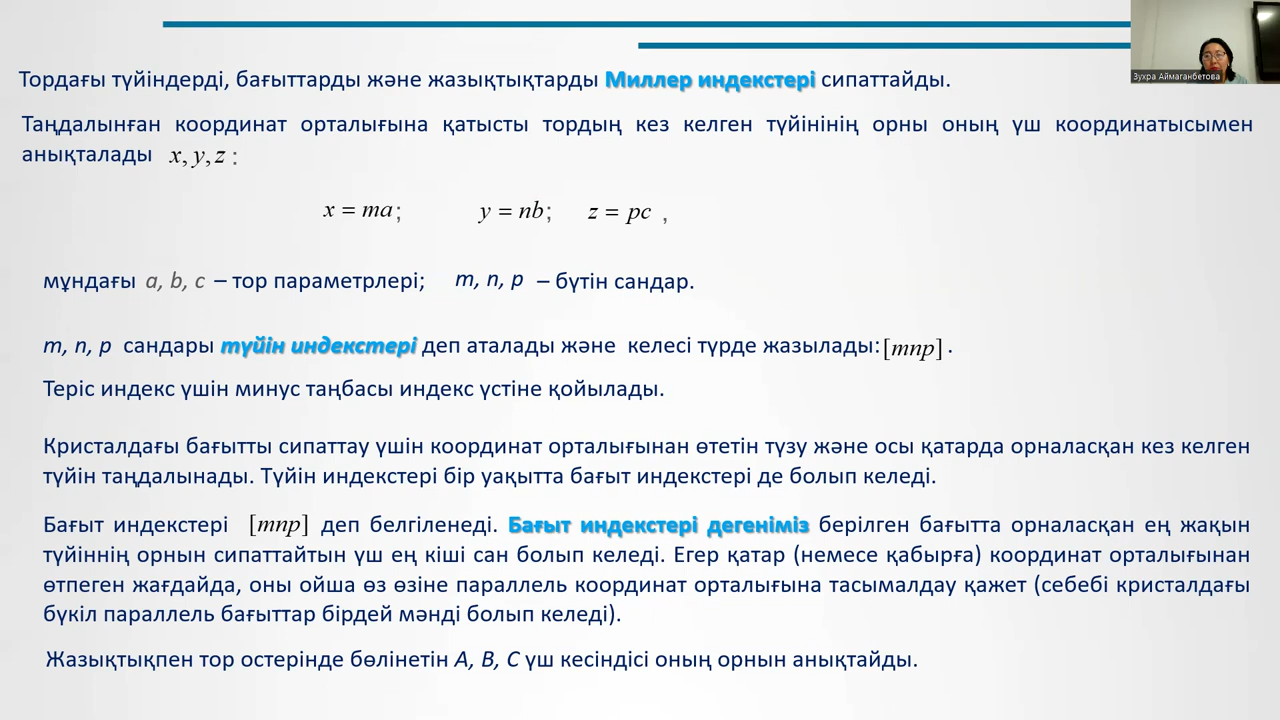 Зухра Аймаганбетова
Тордағы түйіндерді, бағыттарды және жазықтықтарды Миллер индекстері сипаттайды.
Таңдалынған координат орталығына қатысты тордың кез келген түйінінің орны оның үш координатысымен
анықталады x, y, z :
x = ma; y = nb; z = pc ,
мұндағы a, b, c – тор параметрлері; m, n, p – бүтін сандар.
m, n, p сандары түйін индекстері деп аталады және келесі түрде жазылады: [mnp] .
Теріс индекс үшін минус таңбасы индекс үстіне қойылады.
Кристалдағы бағытты сипаттау үшін координат орталығынан өтетін түзу және осы қатарда орналасқан кез келген
түйін таңдалынады. Түйін индекстері бір уақытта бағыт индекстері де болып келеді.
Бағыт индекстері [mnp] деп белгіленеді. Бағыт индекстері дегеніміз берілген бағытта орналасқан ең жақын
түйіннің орнын сипаттайтын үш ең кіші сан болып келеді. Егер қатар (немесе қабырға) координат орталығынан
өтпеген жағдайда, оны ойша өз өзіне параллель координат орталығына тасымалдау қажет (себебі кристалдағы
бүкіл параллель бағыттар бірдей мәнді болып келеді).
Жазықтықпен тор остерінде бөлінетін A, B, C үш кесіндісі оның орнын анықтайды.